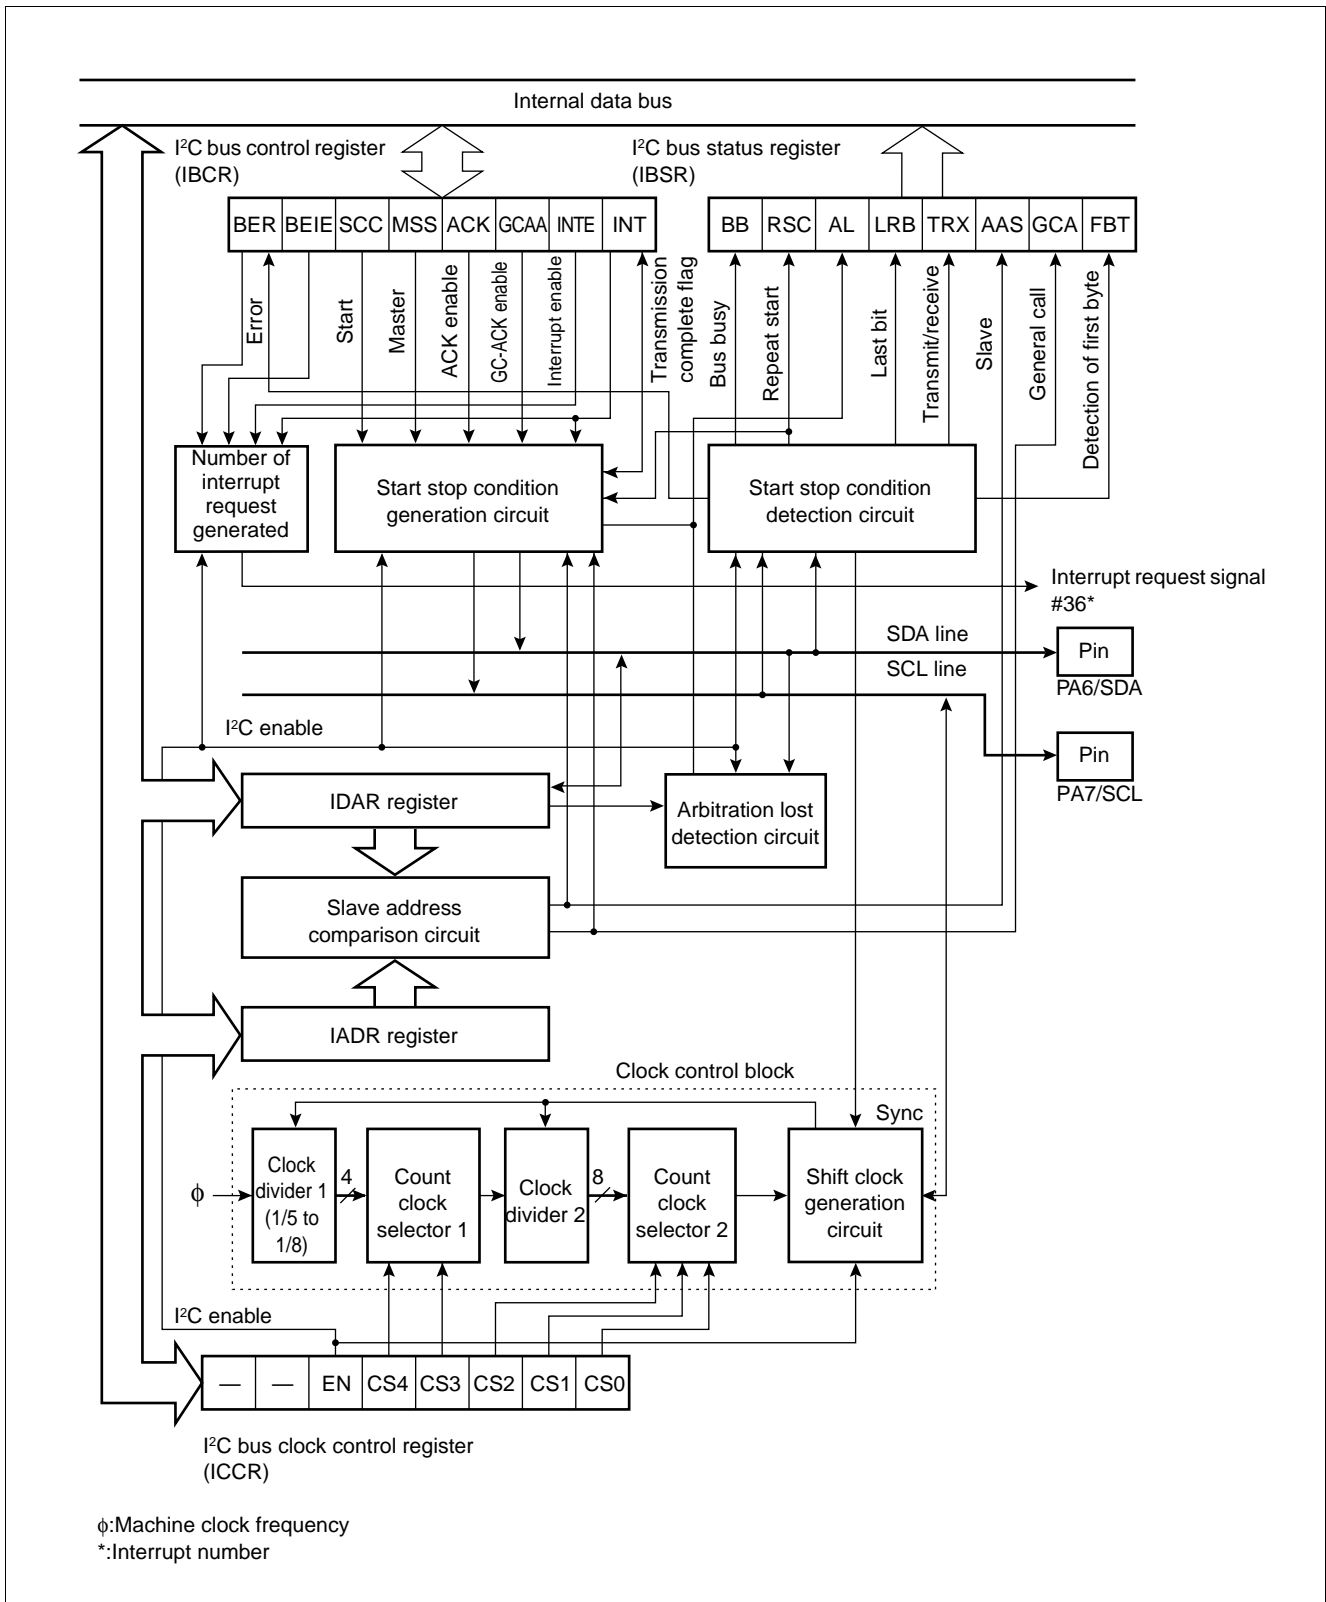 Internal data bus
I²C bus control register
(IBCR)
I²C bus status register
(IBSR)
BER BEIE SCC MSS ACK GCAA INTE INT
BB RSC AL LRB TRX AAS GCA FBT
Error
Start
Master
ACK enable
GC-ACK enable
Interrupt enable
Transmission
complete flag
Bus busy
Repeat start
Last bit
Transmit/receive
Slave
General call
Detection of first byte
Number of
interrupt
request
generated
Start stop condition
generation circuit
Start stop condition
detection circuit
Interrupt request signal
#36*
SDA line
SCL line
Pin
PA6/SDA
Pin
PA7/SCL
I²C enable
IDAR register
Arbitration lost
detection circuit
Slave address
comparison circuit
IADR register
Clock control block
Sync
ϕ
Clock
divider 1
(1/5 to
1/8)
4
Count
clock
selector 1
Clock
divider 2
8
Count
clock
selector 2
Shift clock
generation
circuit
I²C enable
— — EN CS4 CS3 CS2 CS1 CS0
I²C bus clock control register
(ICCR)
ϕ:Machine clock frequency
*:Interrupt number